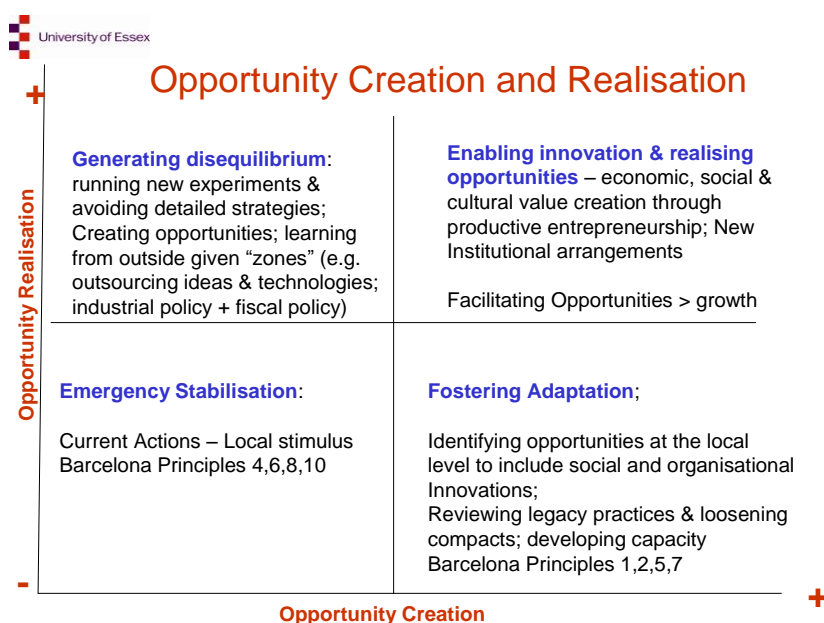 University of Essex
Opportunity Creation and Realisation
+
Opportunity Realisation
Generating disequilibrium:
running new experiments &
avoiding detailed strategies;
Creating opportunities; learning
from outside given “zones” (e.g.
outsourcing ideas & technologies;
industrial policy + fiscal policy)
Enabling innovation & realising
opportunities – economic, social &
cultural value creation through
productive entrepreneurship; New
Institutional arrangements
Facilitating Opportunities > growth
Emergency Stabilisation:
Current Actions – Local stimulus
Barcelona Principles 4,6,8,10
Fostering Adaptation;
Identifying opportunities at the local
level to include social and organisational
Innovations;
Reviewing legacy practices & loosening
compacts; developing capacity
Barcelona Principles 1,2,5,7
-
+
Opportunity Creation